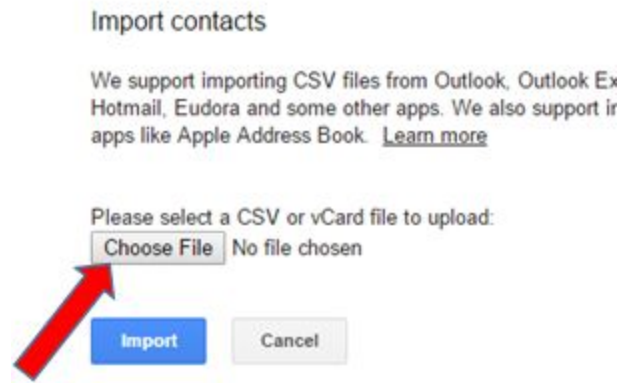 Import contacts
We support importing CSV files from Outlook, Outlook Ex
Hotmail, Eudora and some other apps. We also support
apps like Apple Address Book. Learn more
Please select a CSV or vCard file to upload:
Choose File No file chosen
Import Cancel